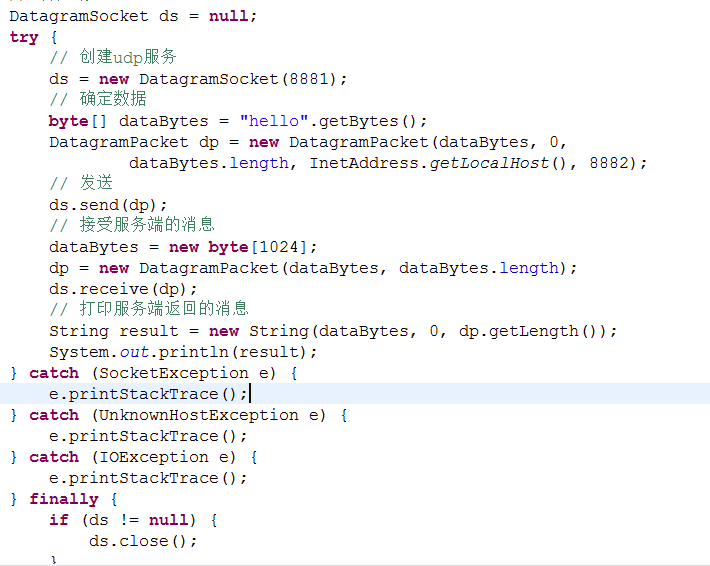 DatagramSocket ds = null;
try {
    // 创建udp服务
    ds = new DatagramSocket(8881);
    // 确定数据
    byte[] dataBytes = "hello".getBytes();
    DatagramPacket dp = new DatagramPacket(dataBytes, 0,
            dataBytes.length, InetAddress.getLocalHost(), 8882);
    // 发送
    ds.send(dp);
    // 接受服务端的消息
    dataBytes = new byte[1024];
    dp = new DatagramPacket(dataBytes, dataBytes.length);
    ds.receive(dp);
    // 打印服务端返回的消息
    String result = new String(dataBytes, 0, dp.getLength());
    System.out.println(result);
} catch (SocketException e) {
    e.printStackTrace();
} catch (UnknownHostException e) {
    e.printStackTrace();
} catch (IOException e) {
    e.printStackTrace();
} finally {
    if (ds != null) {
        ds.close();
    }